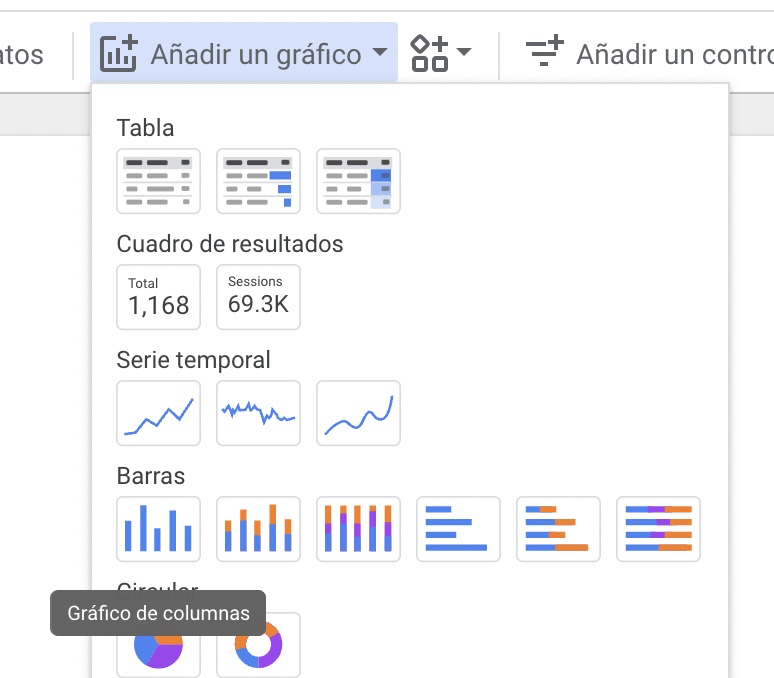 atos
Añadir un gráfico
Añadir un contro
Tabla
Cuadro de resultados
Total
1,168
Sessions
69.3K
Serie temporal
Barras
Circular
Gráfico de columnas